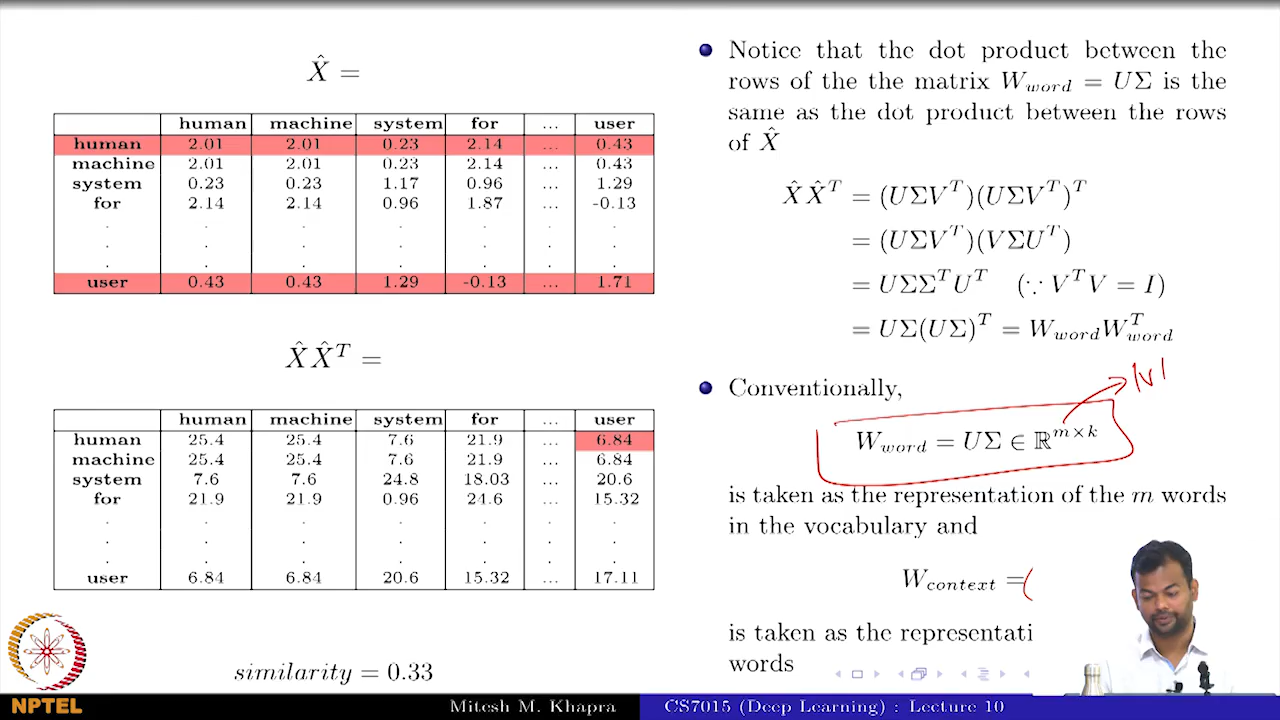 X̂ =
human machine system for ... user
human 2.01 2.01 0.23 2.14 ... 0.43
machine 2.01 2.01 0.23 2.14 ... 0.43
system 0.23 0.23 1.17 0.96 ... 1.29
for 2.14 2.14 0.96 1.87 ... -0.13
. . . . . . .
. . . . . . .
. . . . . . .
user 0.43 0.43 1.29 -0.13 ... 1.71
X̂X̂ᵀ =
human machine system for ... user
human 25.4 25.4 7.6 21.9 ... 6.84
machine 25.4 25.4 7.6 21.9 ... 6.84
system 7.6 7.6 24.8 18.03 ... 20.6
for 21.9 21.9 0.96 24.6 ... 15.32
. . . . . . .
. . . . . . .
. . . . . . .
user 6.84 6.84 20.6 15.32 ... 17.11
similarity = 0.33
Notice that the dot product between the
rows of the the matrix W_word = UΣ is the
same as the dot product between the rows
of X̂
X̂X̂ᵀ = (UΣVᵀ)(UΣVᵀ)ᵀ
= (UΣVᵀ)(VΣUᵀ)
= UΣΣᵀUᵀ (∵ VᵀV = I)
= UΣ(UΣ)ᵀ = W_word Wᵀ_word
Conventionally,
|V|
W_word = UΣ ∈ ℝ^{m×k}
is taken as the representation of the m words
in the vocabulary and
W_context = (
is taken as the representati
words
NPTEL
Mitesh M. Khapra
CS7015 (Deep Learning) : Lecture 10